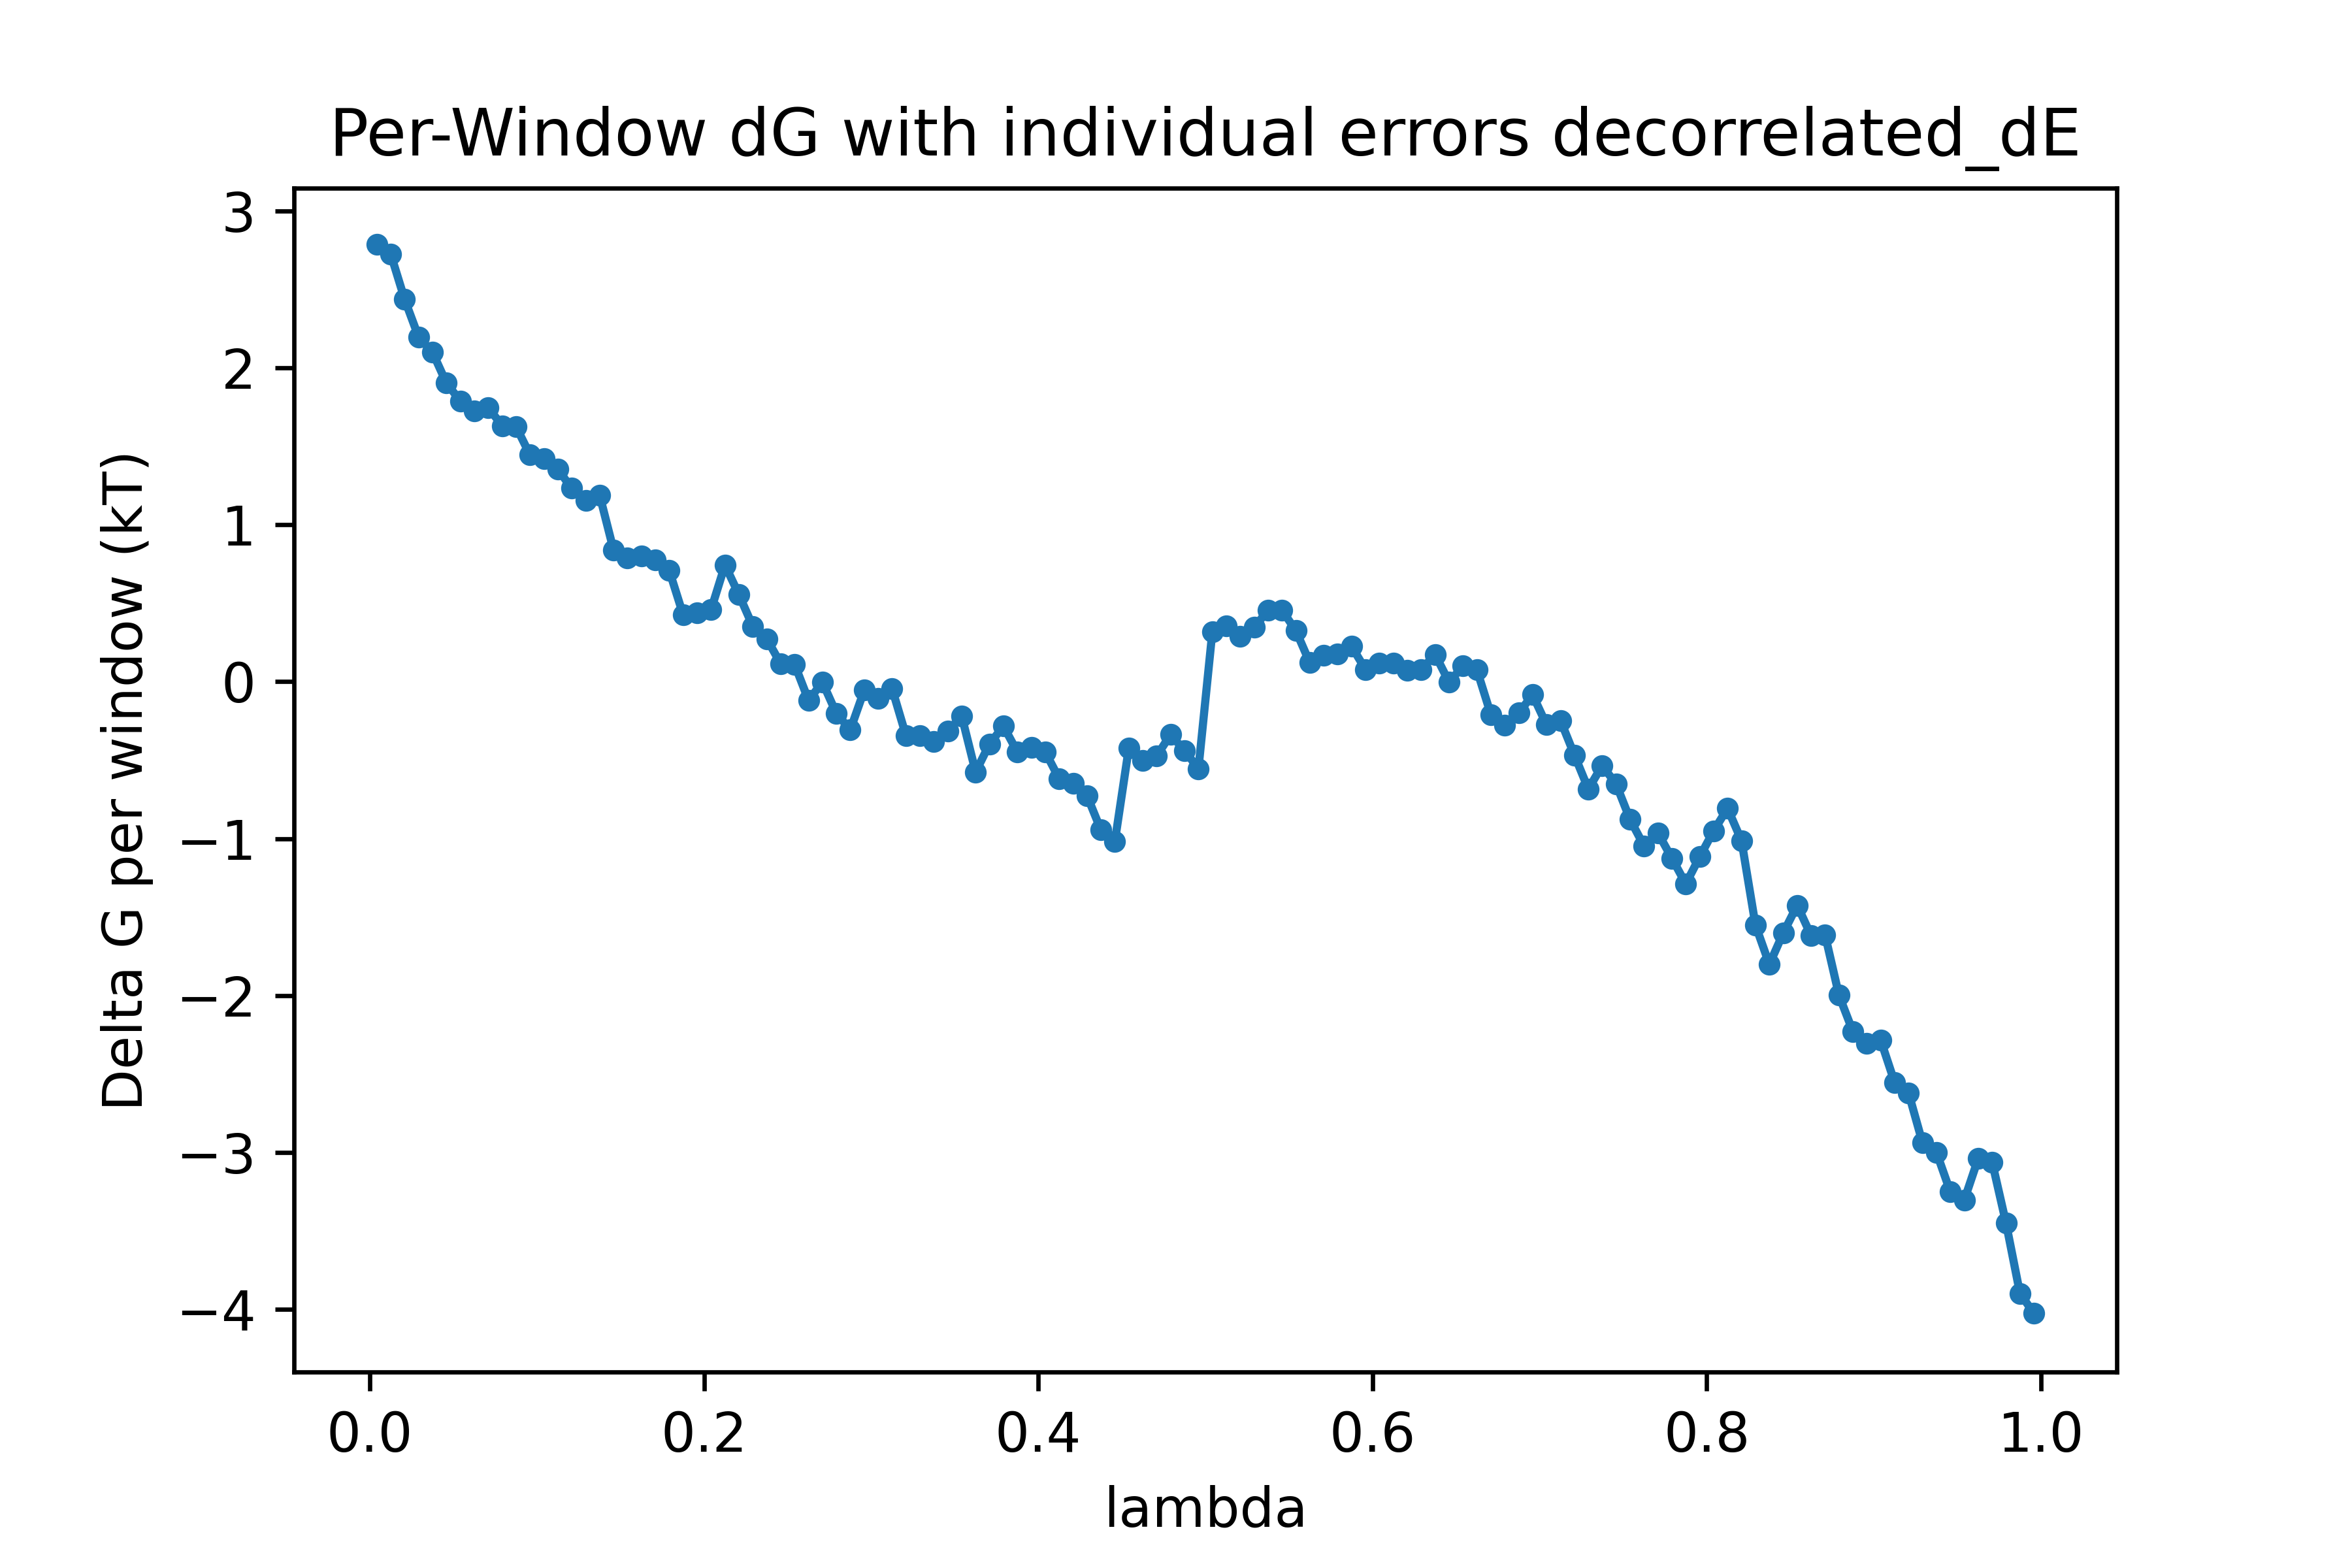 Per-Window dG with individual errors decorrelated_dE
Delta G per window (kT)
3
2
1
0
−1
−2
−3
−4
0.0 0.2 0.4 0.6 0.8 1.0
lambda